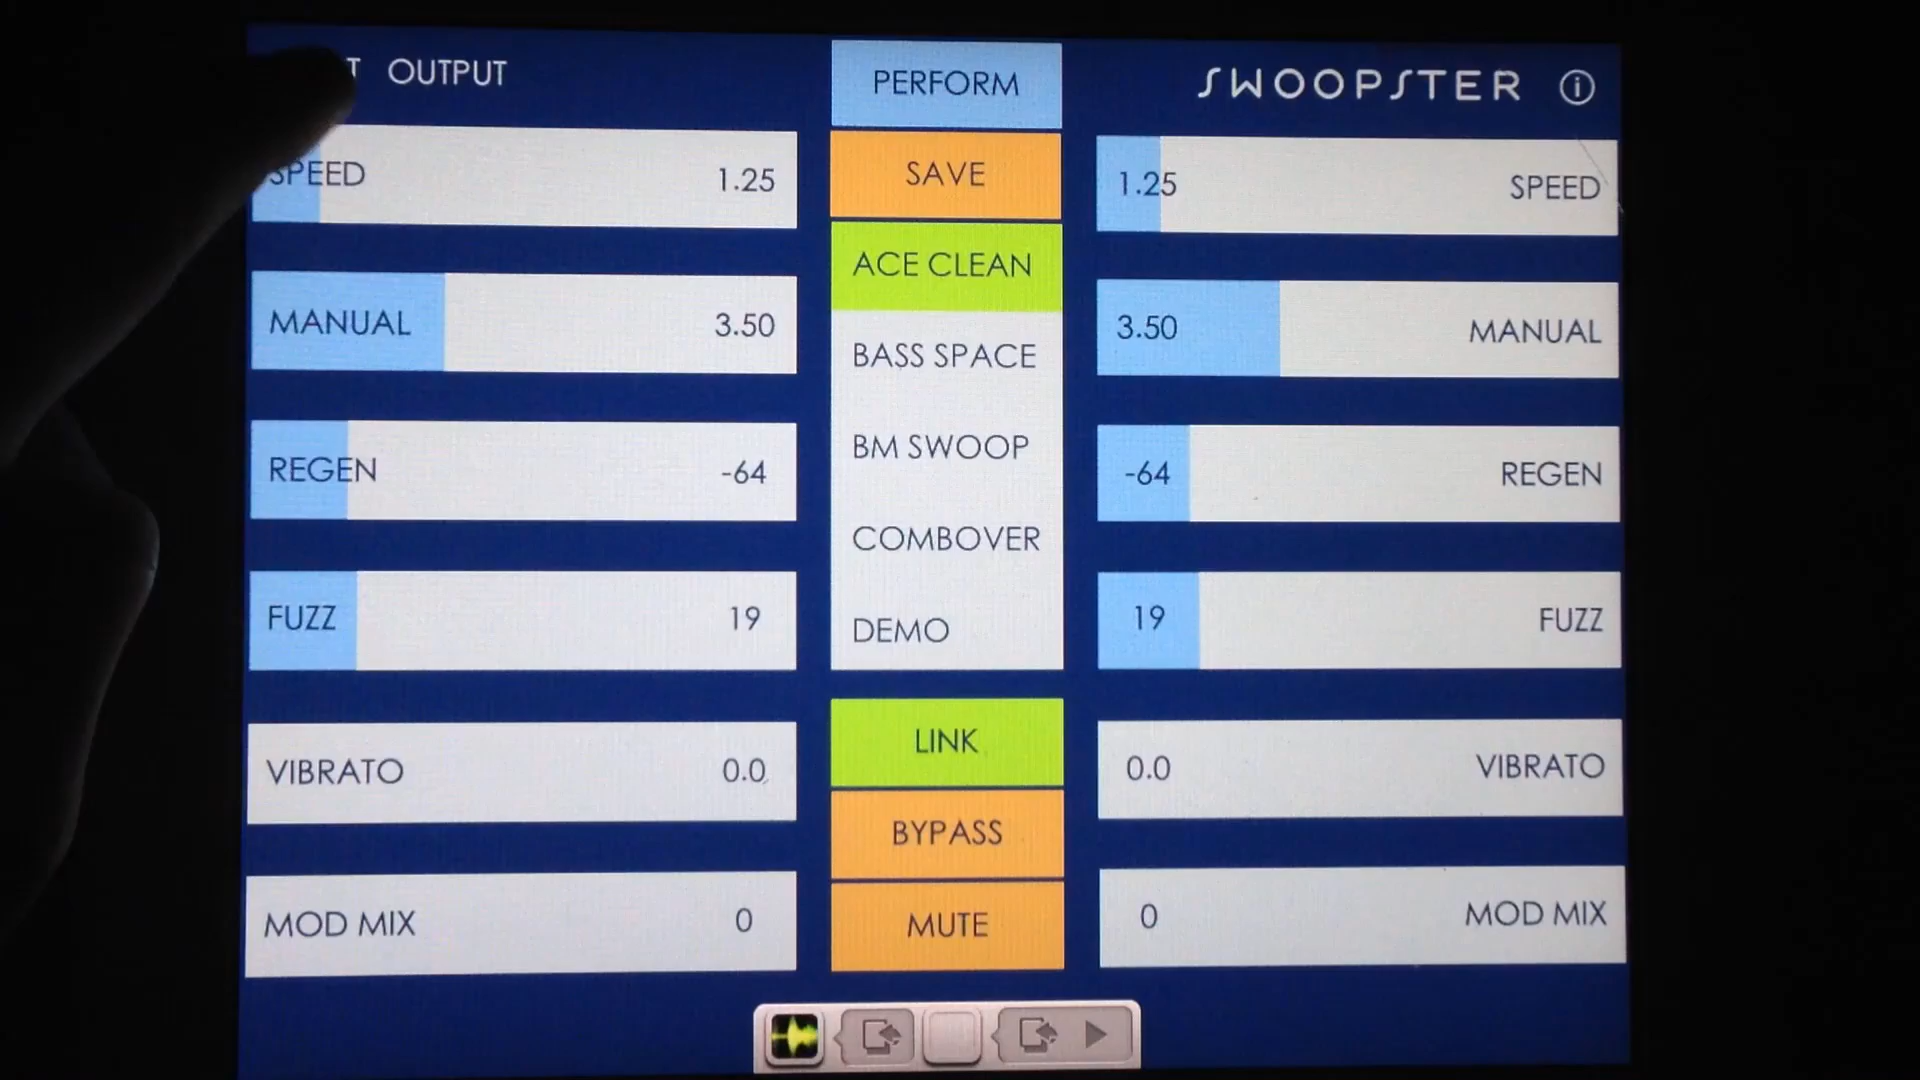 OUTPUT
SPEED 1.25
MANUAL 3.50
REGEN -64
FUZZ 19
VIBRATO 0.0
MOD MIX 0
PERFORM
SAVE
ACE CLEAN
BASS SPACE
BM SWOOP
COMBOVER
DEMO
LINK
BYPASS
MUTE
SWOOPSTER i
1.25 SPEED
3.50 MANUAL
-64 REGEN
19 FUZZ
0.0 VIBRATO
0 MOD MIX